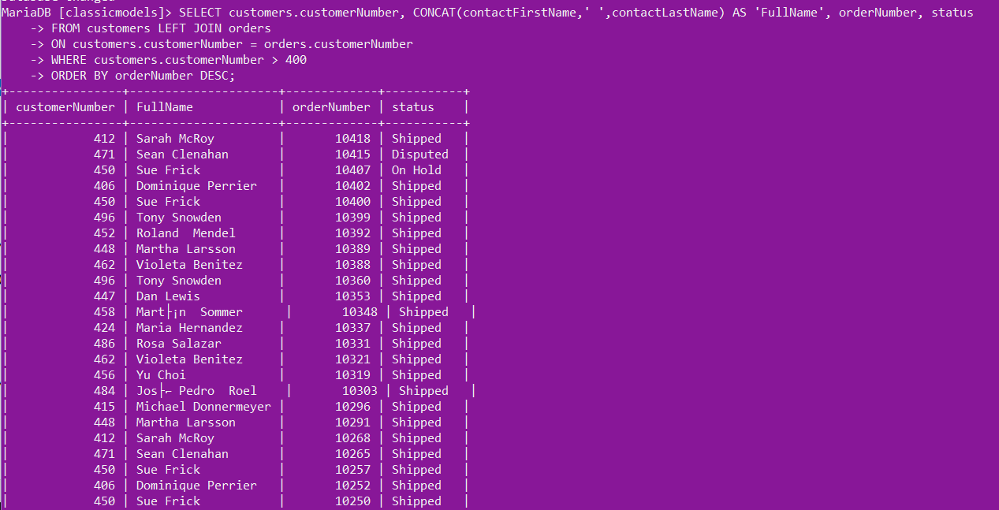 MariaDB [classicmodels]> SELECT customers.customerNumber, CONCAT(contactFirstName,' ',contactLastName) AS 'FullName', orderNumber, status
    -> FROM customers LEFT JOIN orders
    -> ON customers.customerNumber = orders.customerNumber
    -> WHERE customers.customerNumber > 400
    -> ORDER BY orderNumber DESC;
+----------------+---------------------+-------------+-----------+
| customerNumber | FullName            | orderNumber | status    |
+----------------+---------------------+-------------+-----------+
|            412 | Sarah McRoy         |       10418 | Shipped   |
|            471 | Sean Clenahan       |       10415 | Disputed  |
|            450 | Sue Frick           |       10407 | On Hold   |
|            406 | Dominique Perrier   |       10402 | Shipped   |
|            450 | Sue Frick           |       10400 | Shipped   |
|            496 | Tony Snowden        |       10399 | Shipped   |
|            452 | Roland  Mendel      |       10392 | Shipped   |
|            448 | Martha Larsson      |       10389 | Shipped   |
|            462 | Violeta Benitez     |       10388 | Shipped   |
|            496 | Tony Snowden        |       10360 | Shipped   |
|            447 | Dan Lewis           |       10353 | Shipped   |
|            458 | Mart├¡n  Sommer      |       10348 | Shipped   |
|            424 | Maria Hernandez     |       10337 | Shipped   |
|            486 | Rosa Salazar        |       10331 | Shipped   |
|            462 | Violeta Benitez     |       10321 | Shipped   |
|            456 | Yu Choi             |       10319 | Shipped   |
|            484 | Jos├⌐ Pedro  Roel    |       10303 | Shipped   |
|            415 | Michael Donnermeyer |       10296 | Shipped   |
|            448 | Martha Larsson      |       10291 | Shipped   |
|            412 | Sarah McRoy         |       10268 | Shipped   |
|            471 | Sean Clenahan       |       10265 | Shipped   |
|            450 | Sue Frick           |       10257 | Shipped   |
|            406 | Dominique Perrier   |       10252 | Shipped   |
|            450 | Sue Frick           |       10250 | Shipped   |